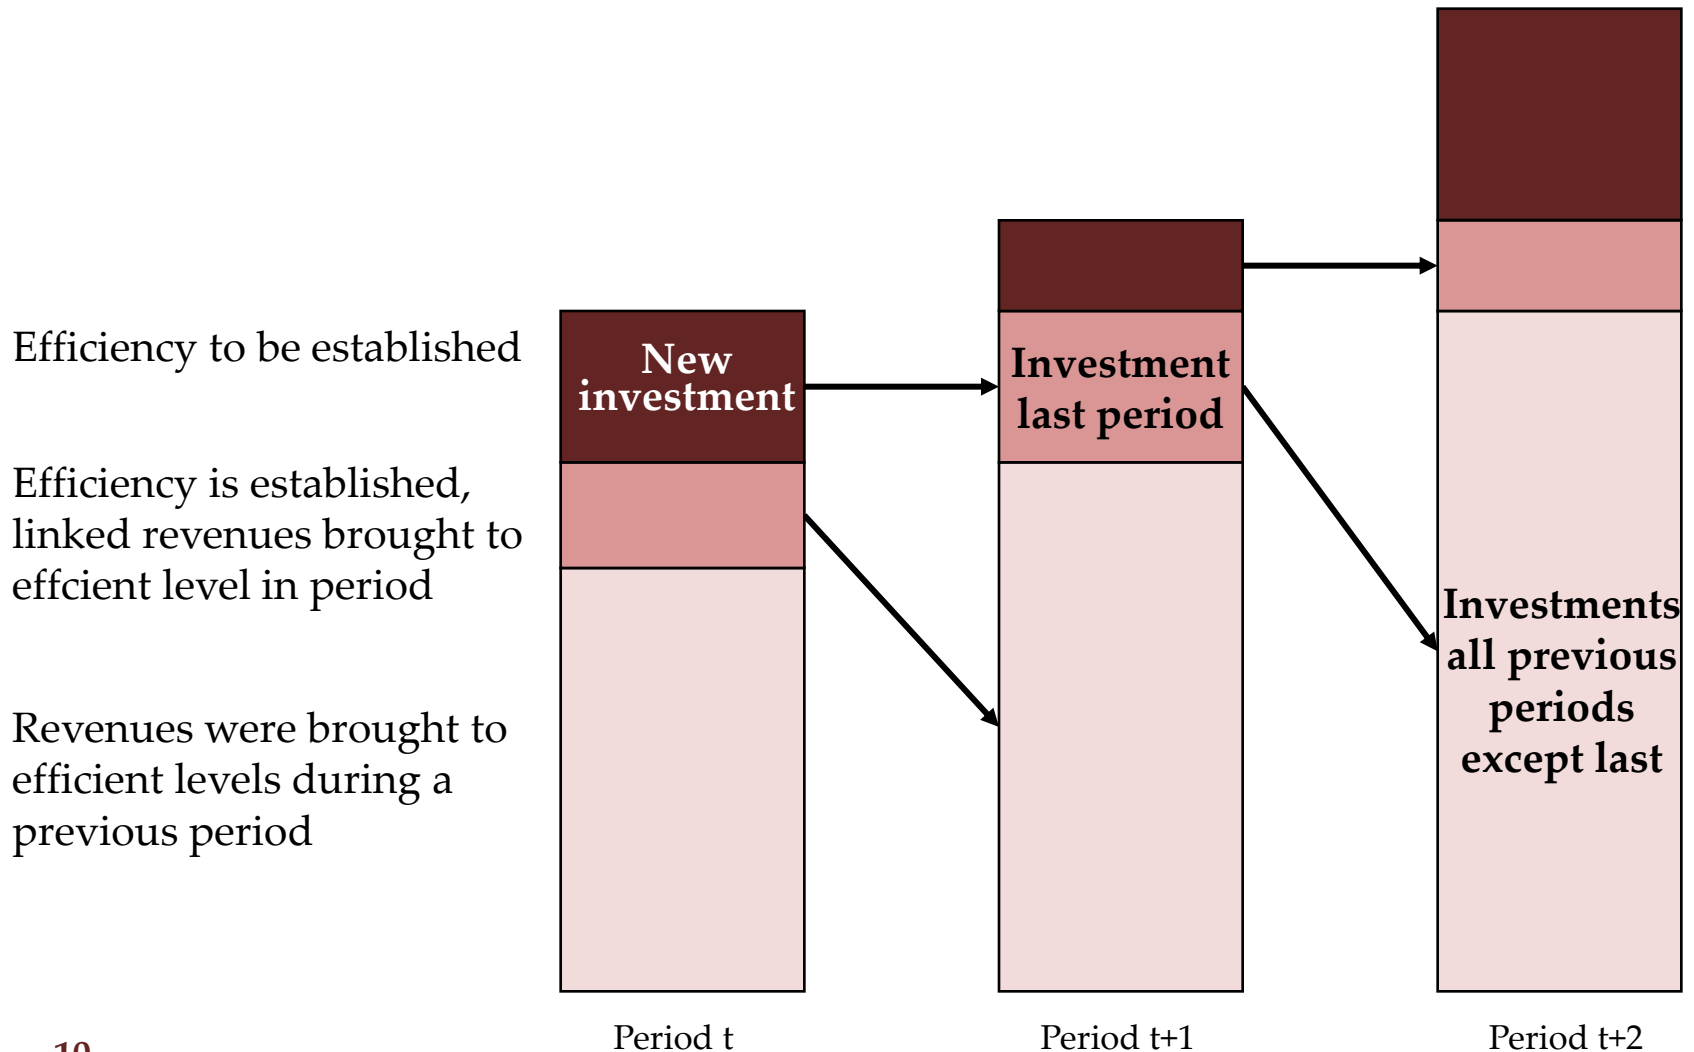 Efficiency to be established
Efficiency is established,
linked revenues brought to
effcient level in period
Revenues were brought to
efficient levels during a
previous period
New
investment
Investment
last period
Investments
all previous
periods
except last
Period t
Period t+1
Period t+2